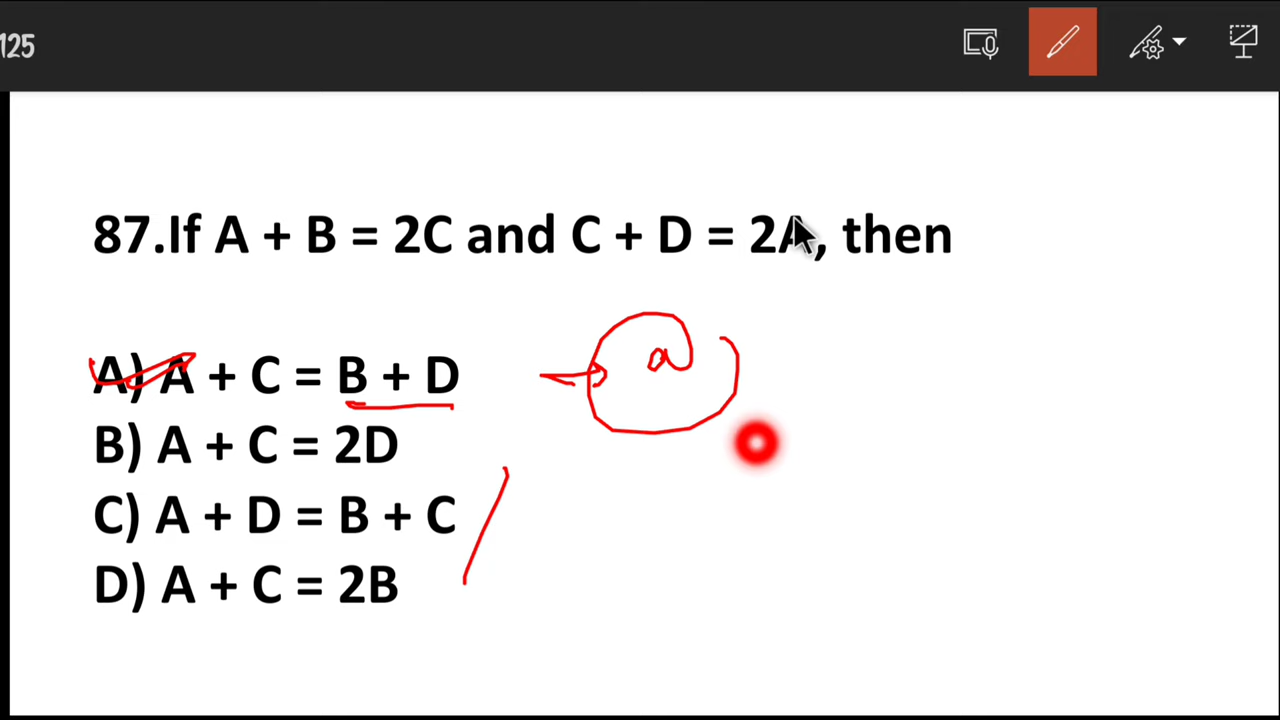 125
87.If A + B = 2C and C + D = 2A, then
A) A + C = B + D
a
B) A + C = 2D
C) A + D = B + C
D) A + C = 2B